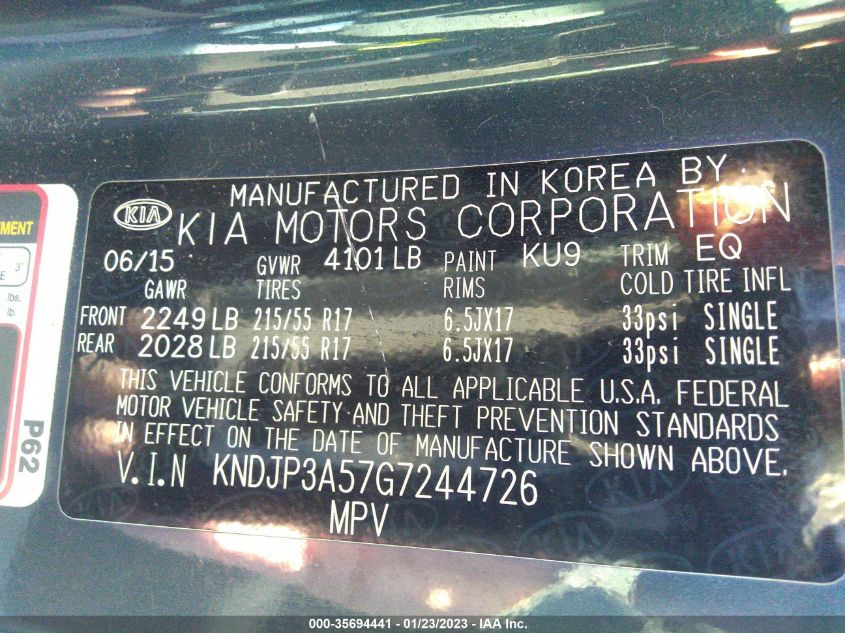 MANUFACTURED IN KOREA BY
KIA KIA MOTORS CORPORATION
06/15 GVWR 4101 LB PAINT KU9 TRIM EQ
GAWR TIRES RIMS COLD TIRE INFL
FRONT 2249 LB 215/55 R17 6.5JX17 33psi SINGLE
REAR 2028 LB 215/55 R17 6.5JX17 33psi SINGLE
THIS VEHICLE CONFORMS TO ALL APPLICABLE U.S.A. FEDERAL
MOTOR VEHICLE SAFETY AND THEFT PREVENTION STANDARDS
IN EFFECT ON THE DATE OF MANUFACTURE SHOWN ABOVE.
V.I.N KNDJP3A57G7244726
MPV
P62
lbs.
lb.
000-35694441 - 01/23/2023 - IAA Inc.